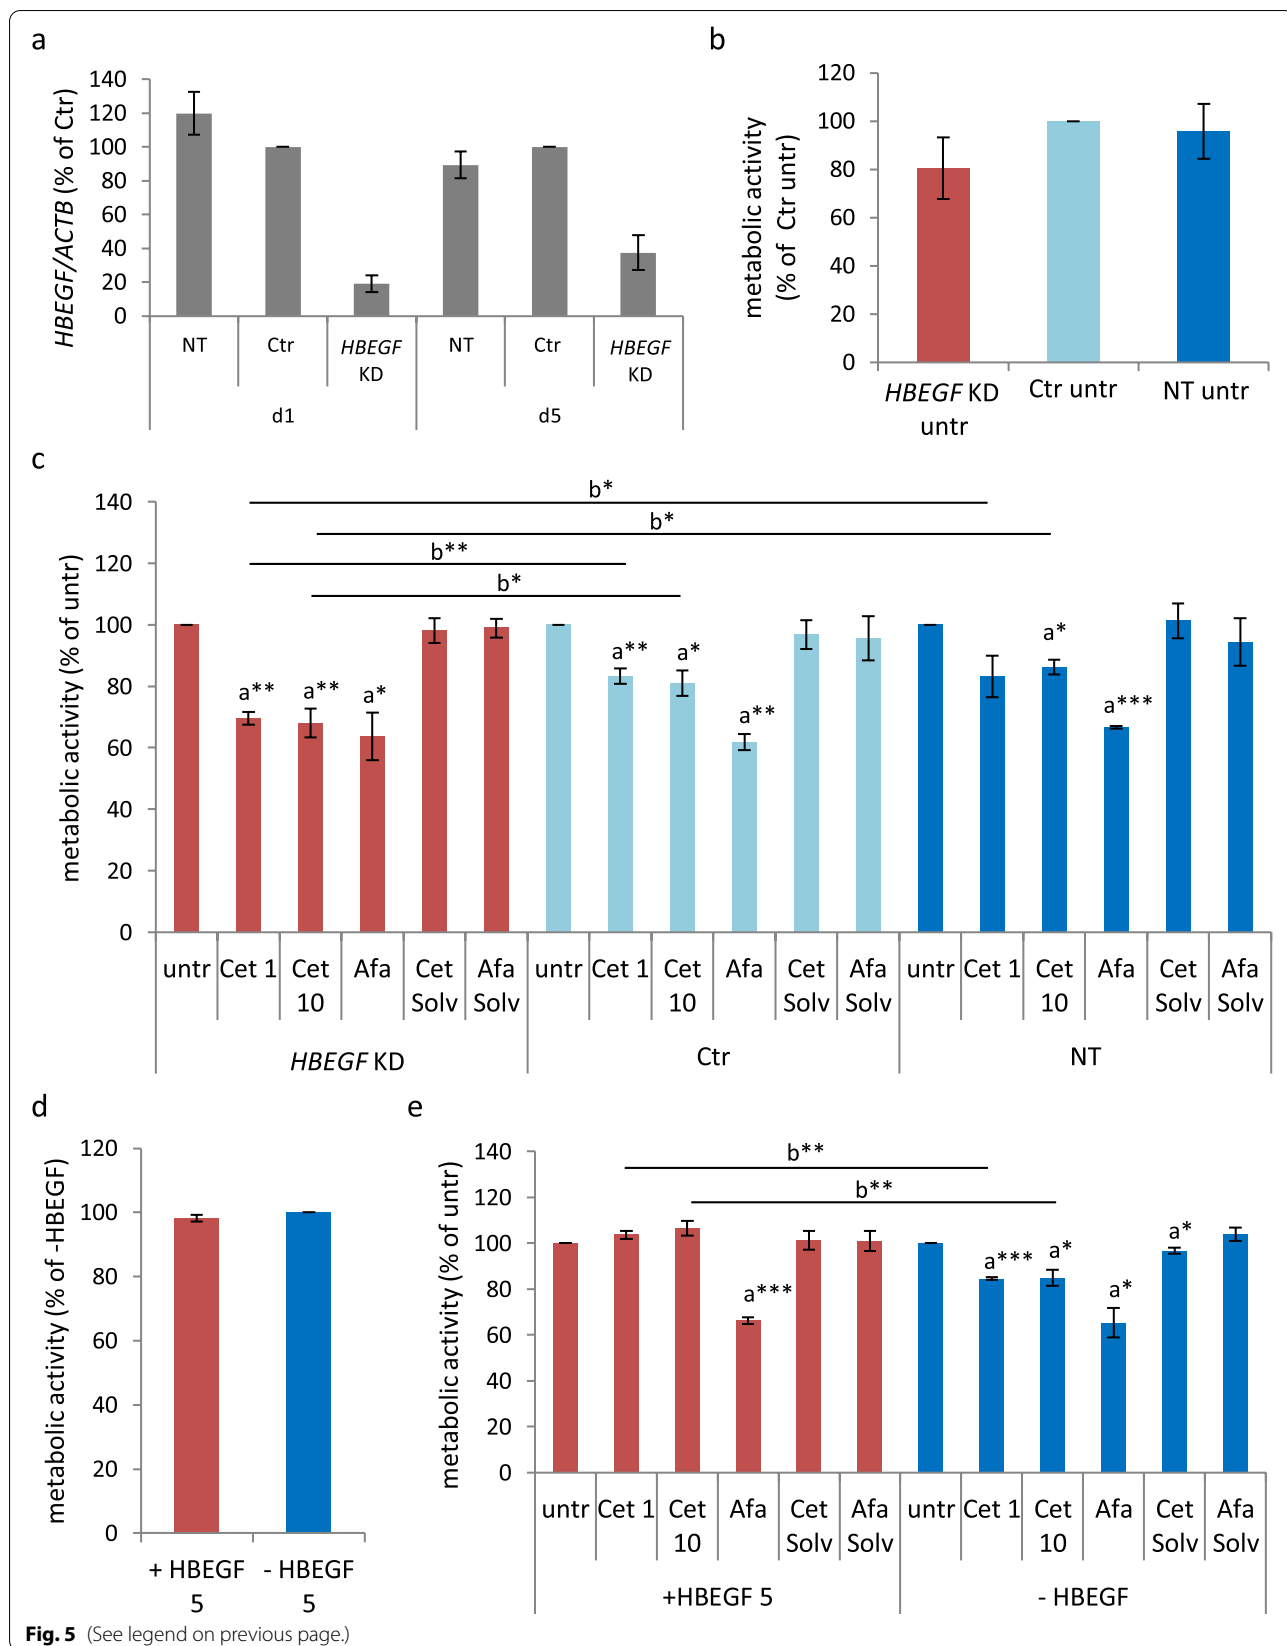 a
HBEGF/ACTB (% of Ctr)
140
120
100
80
60
40
20
0
NT Ctr HBEGF KD NT Ctr HBEGF KD
d1 d5
b
metabolic activity
(% of Ctr untr)
120
100
80
60
40
20
0
HBEGF KD untr Ctr untr NT untr
c
metabolic activity (% of untr)
140
120
100
80
60
40
20
0
b*
b*
b**
b*
a** a** a* a** a* a** a* a***
untr Cet 1 Cet 10 Afa Cet Solv Afa Solv untr Cet 1 Cet 10 Afa Cet Solv Afa Solv untr Cet 1 Cet 10 Afa Cet Solv Afa Solv
HBEGF KD Ctr NT
d
metabolic activity (% of -HBEGF)
120
100
80
60
40
20
0
+ HBEGF 5 - HBEGF 5
e
metabolic activity (% of untr)
140
120
100
80
60
40
20
0
b**
b**
a*** a*** a* a* a*
untr Cet 1 Cet 10 Afa Cet Solv Afa Solv untr Cet 1 Cet 10 Afa Cet Solv Afa Solv
+HBEGF 5 - HBEGF
Fig. 5 (See legend on previous page.)